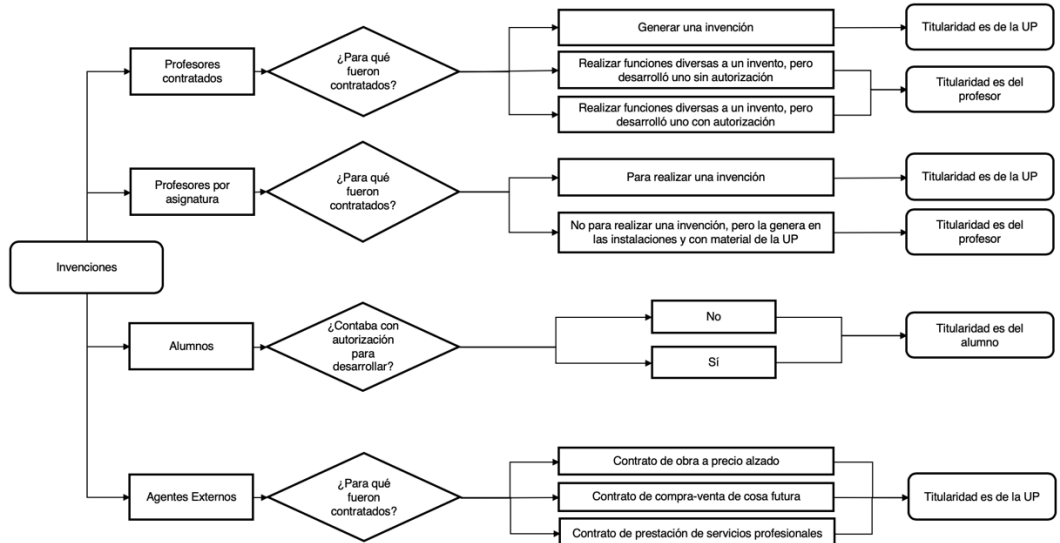 Profesores
contratados
¿Para qué
fueron
contratados?
Generar una invención
Titularidad es de la UP
Realizar funciones diversas a un invento, pero
desarrolló uno sin autorización
Realizar funciones diversas a un invento, pero
desarrolló uno con autorización
Titularidad es del
profesor
Profesores por
asignatura
¿Para qué
fueron
contratados?
Para realizar una invención
Titularidad es de la UP
No para realizar una invención, pero la genera en
las instalaciones y con material de la UP
Titularidad es del
profesor
Invenciones
Alumnos
¿Contaba con
autorización
para
desarrollar?
No
Sí
Titularidad es del
alumno
Agentes Externos
¿Para qué
fueron
contratados?
Contrato de obra a precio alzado
Contrato de compra-venta de cosa futura
Contrato de prestación de servicios profesionales
Titularidad es de la UP